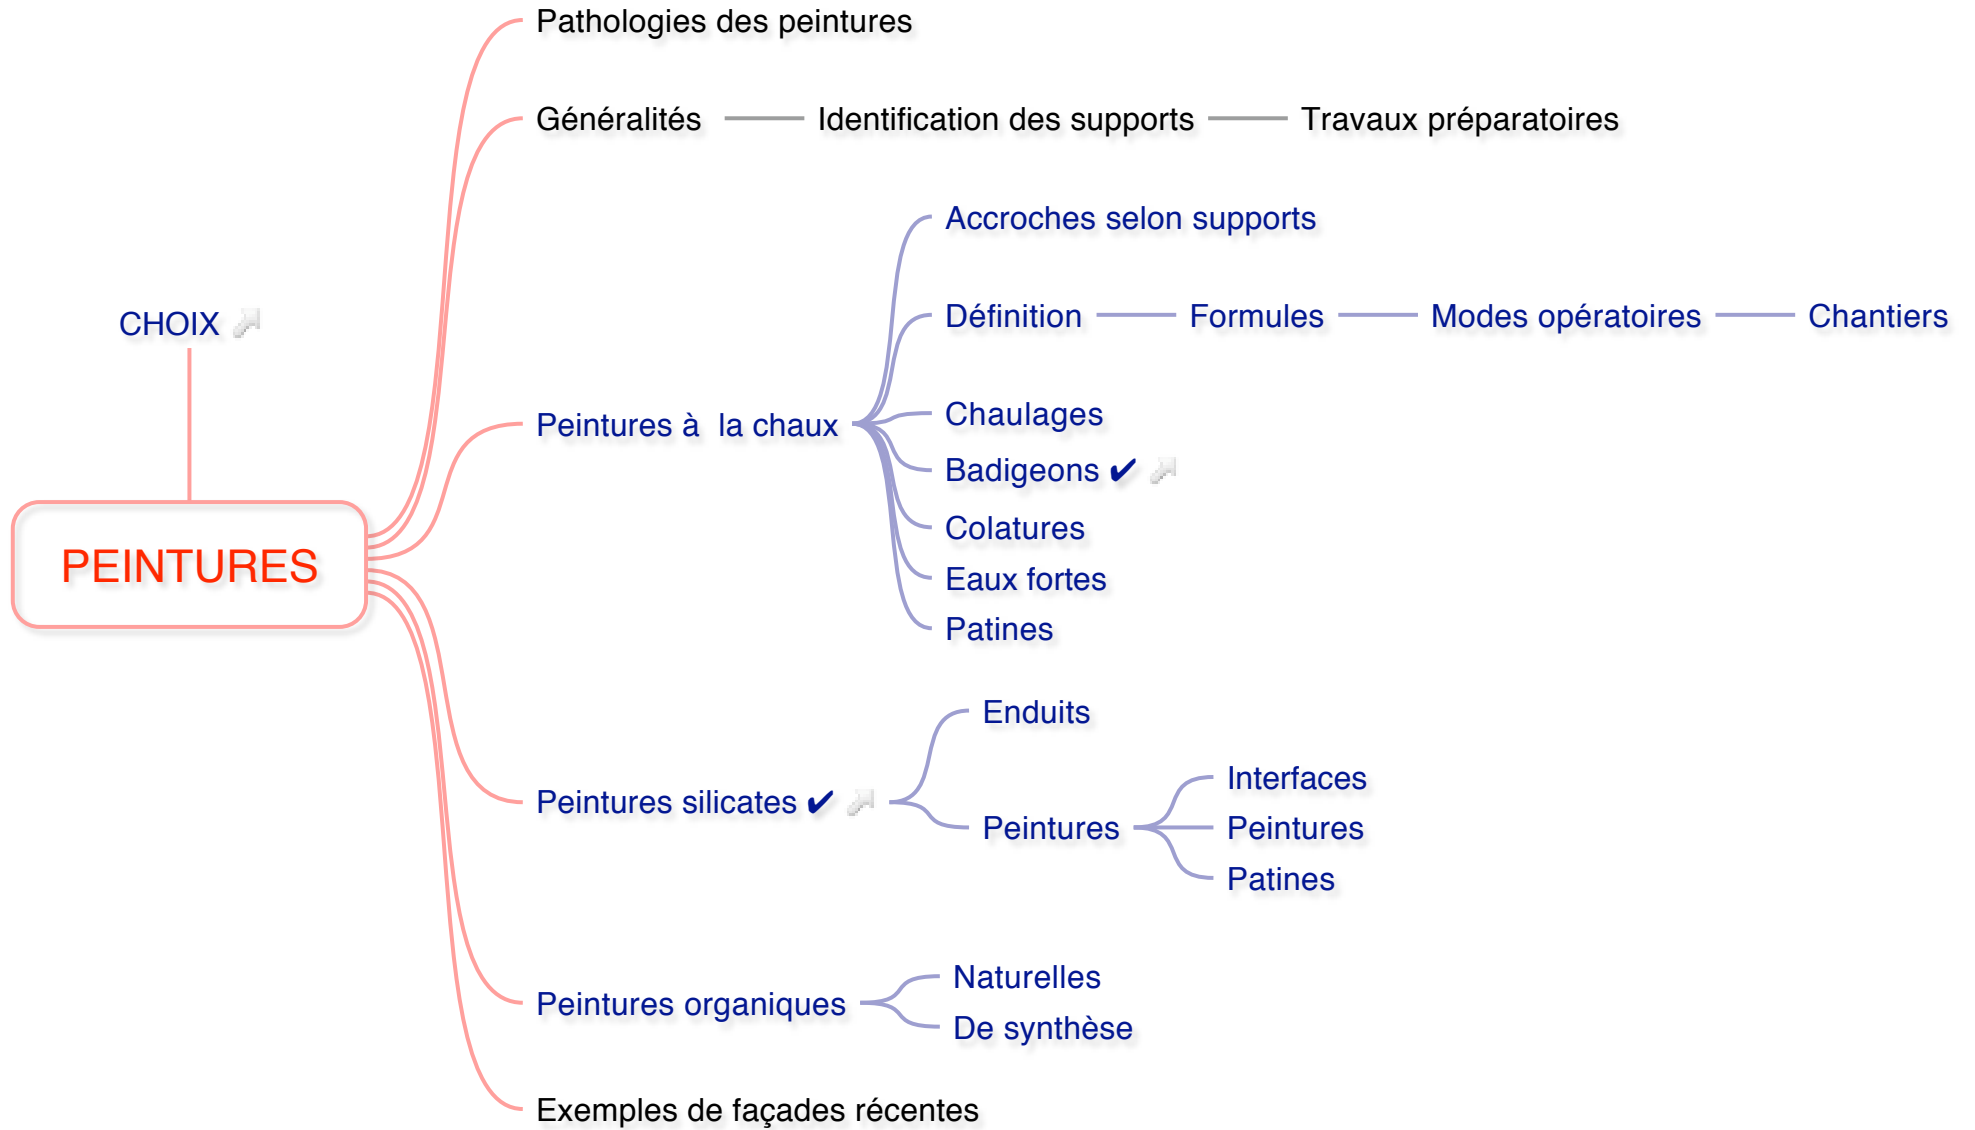 Pathologies des peintures
Généralités Identification des supports Travaux préparatoires
Accroches selon supports
CHOIX
Définition Formules Modes opératoires Chantiers
Peintures à  la chaux
Chaulages
Badigeons ✔
Colatures
PEINTURES
Eaux fortes
Patines
Enduits
Peintures silicates ✔
Interfaces
Peintures
Peintures
Patines
Naturelles
Peintures organiques
De synthèse
Exemples de façades récentes